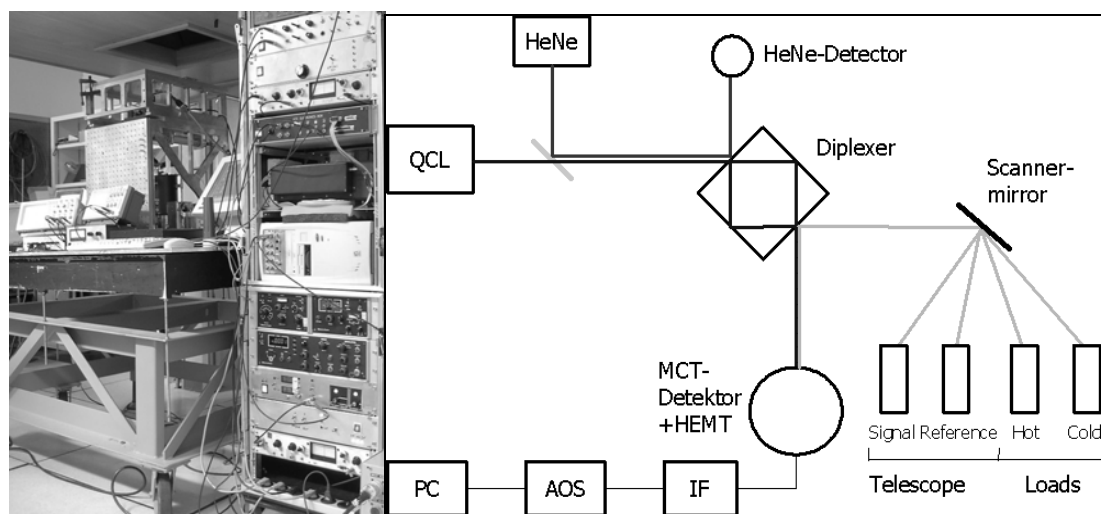 HeNe
HeNe-Detector
QCL
Diplexer
Scanner-
mirror
MCT-
Detektor
+HEMT
Signal Reference Hot Cold
Telescope Loads
PC AOS IF